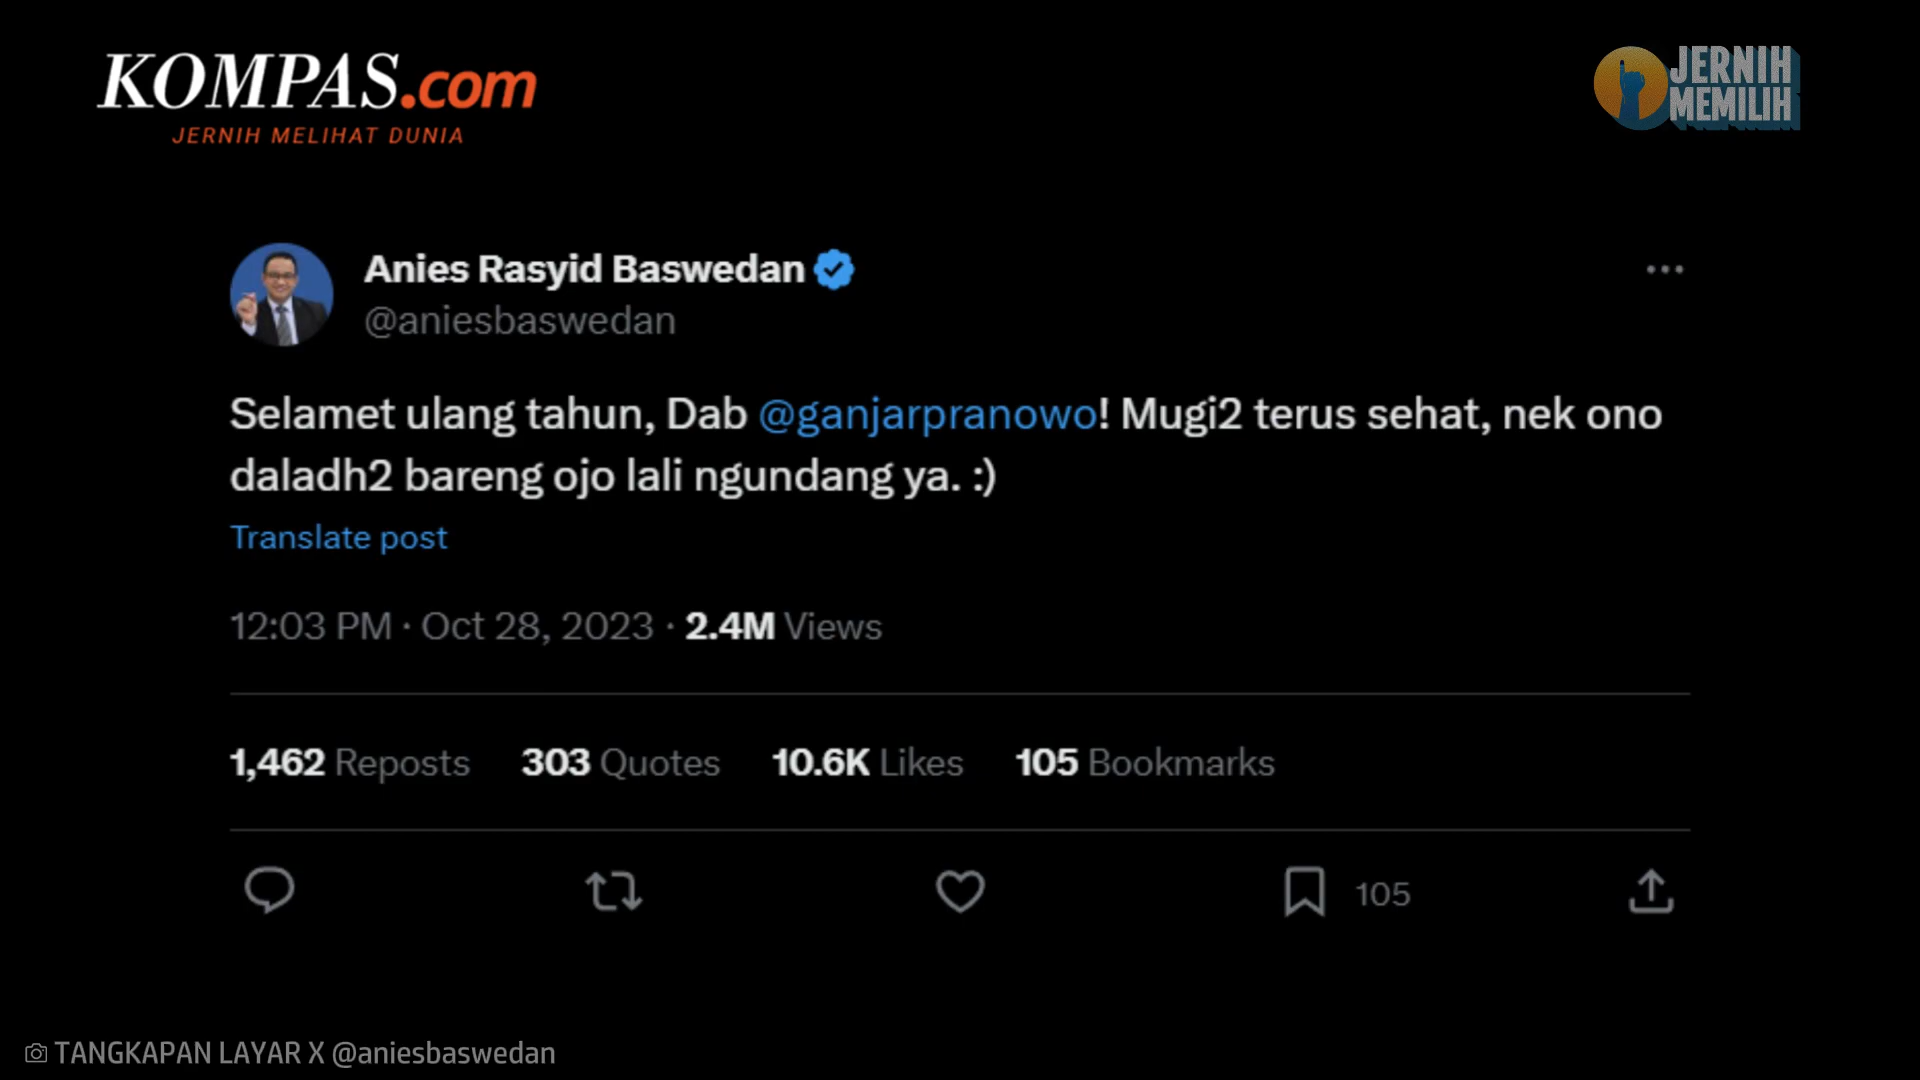 KOMPAS.com
JERNIH MELIHAT DUNIA
JERNIH
MEMILIH
Anies Rasyid Baswedan
@aniesbaswedan
Selamet ulang tahun, Dab @ganjarpranowo! Mugi2 terus sehat, nek ono
daladh2 bareng ojo lali ngundang ya. :)
Translate post
12:03 PM · Oct 28, 2023 · 2.4M Views
1,462 Reposts 303 Quotes 10.6K Likes 105 Bookmarks
105
TANGKAPAN LAYAR X @aniesbaswedan